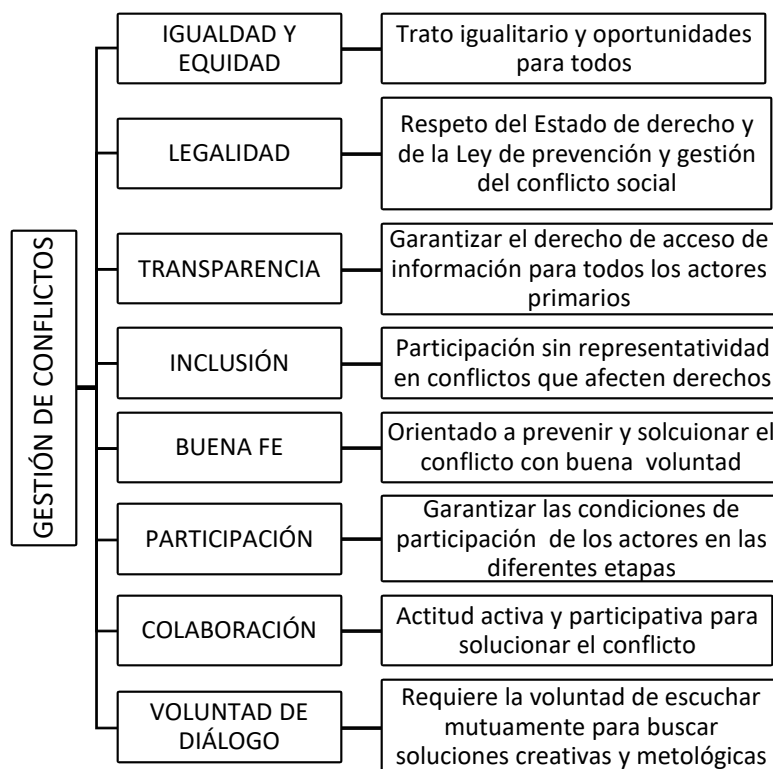 GESTIÓN DE CONFLICTOS
IGUALDAD Y
EQUIDAD
Trato igualitario y oportunidades
para todos
LEGALIDAD
Respeto del Estado de derecho y
de la Ley de prevención y gestión
del conflicto social
TRANSPARENCIA
Garantizar el derecho de acceso de
información para todos los actores
primarios
INCLUSIÓN
Participación sin representatividad
en conflictos que afecten derechos
BUENA FE
Orientado a prevenir y solcuionar el
conflicto con buena voluntad
PARTICIPACIÓN
Garantizar las condiciones de
participación de los actores en las
diferentes etapas
COLABORACIÓN
Actitud activa y participativa para
solucionar el conflicto
VOLUNTAD DE
DIÁLOGO
Requiere la voluntad de escuchar
mutuamente para buscar
soluciones creativas y metológicas